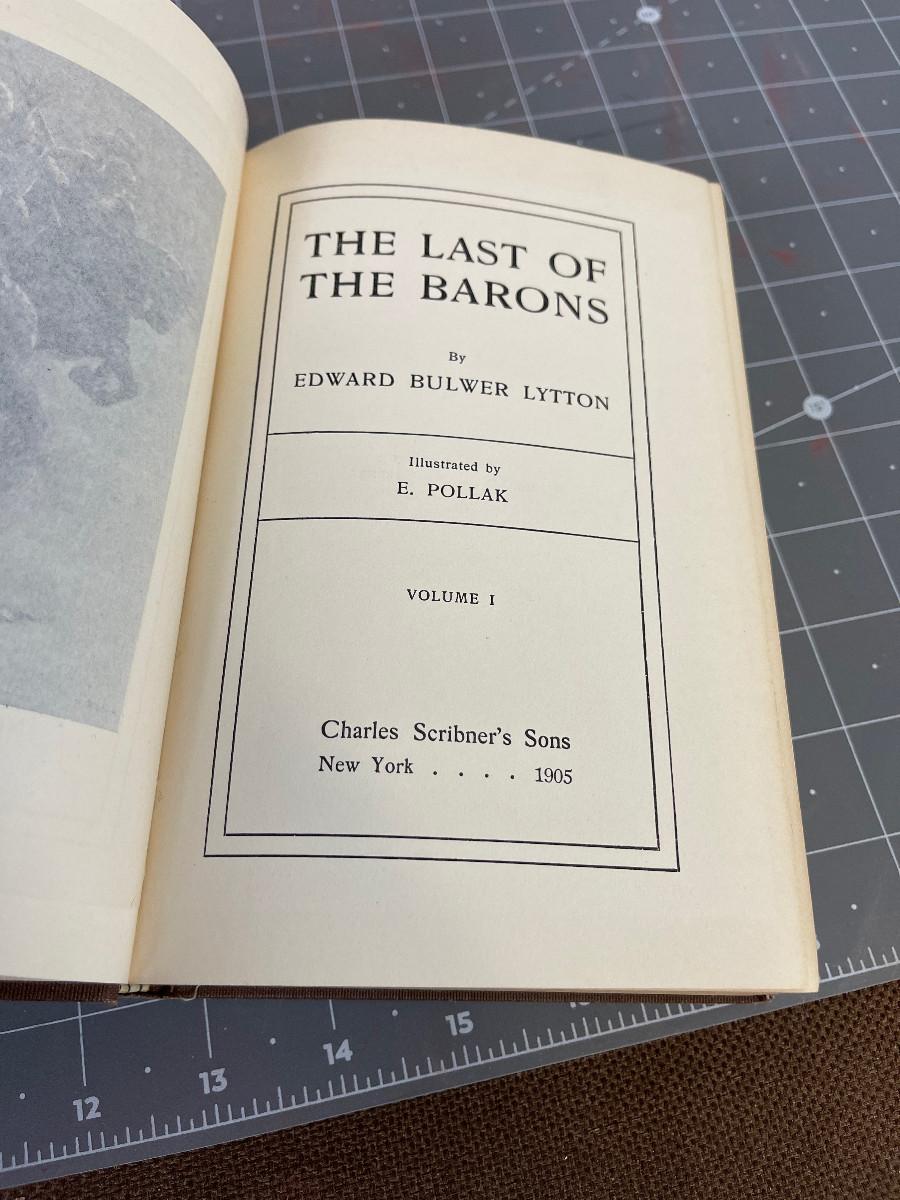 THE LAST OF
THE BARONS
By
EDWARD BULWER LYTTON
Illustrated by
E. POLLAK
VOLUME I
Charles Scribner's Sons
New York . . . . 1905
12
13
14
15